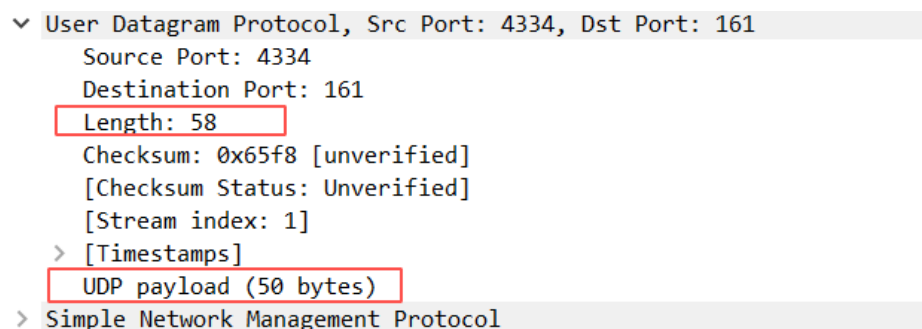 User Datagram Protocol, Src Port: 4334, Dst Port: 161
Source Port: 4334
Destination Port: 161
Length: 58
Checksum: 0x65f8 [unverified]
[Checksum Status: Unverified]
[Stream index: 1]
[Timestamps]
UDP payload (50 bytes)
Simple Network Management Protocol